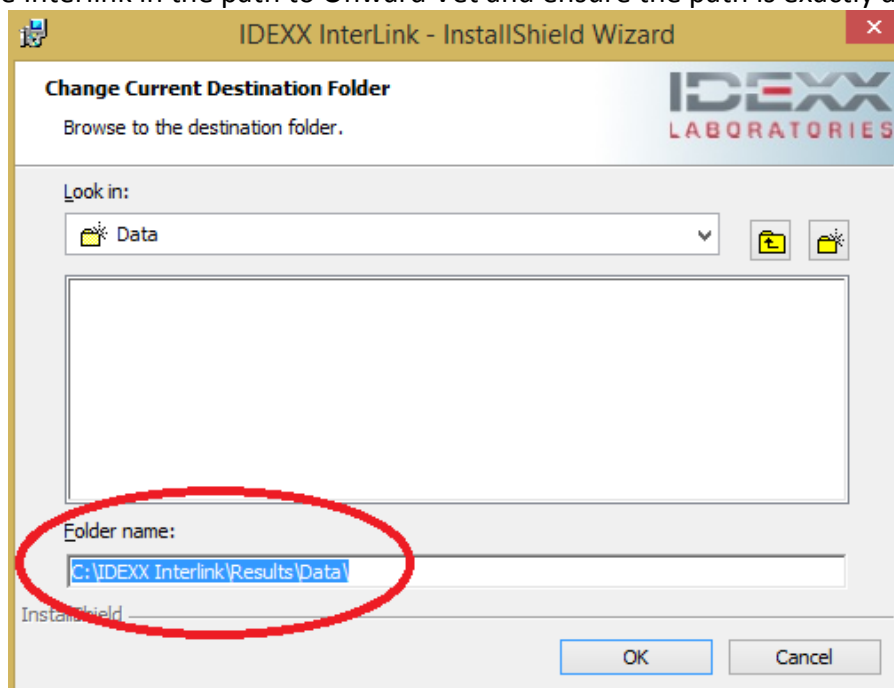 Interlink in the path to Onward Vet and ensure the path is exactly
IDEXX InterLink - InstallShield Wizard
Change Current Destination Folder
Browse to the destination folder.
IDEXX
LABORATORIES
Look in:
Data
Folder name:
C:\IDEXX Interlink\Results\Data\
InstallShield
OK
Cancel